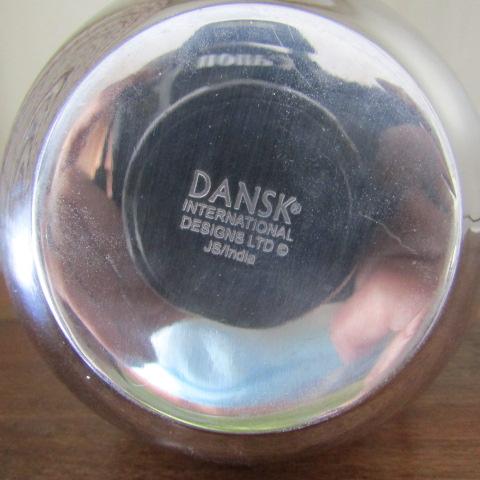 DANSK®
INTERNATIONAL
DESIGNS LTD ©
JS/India